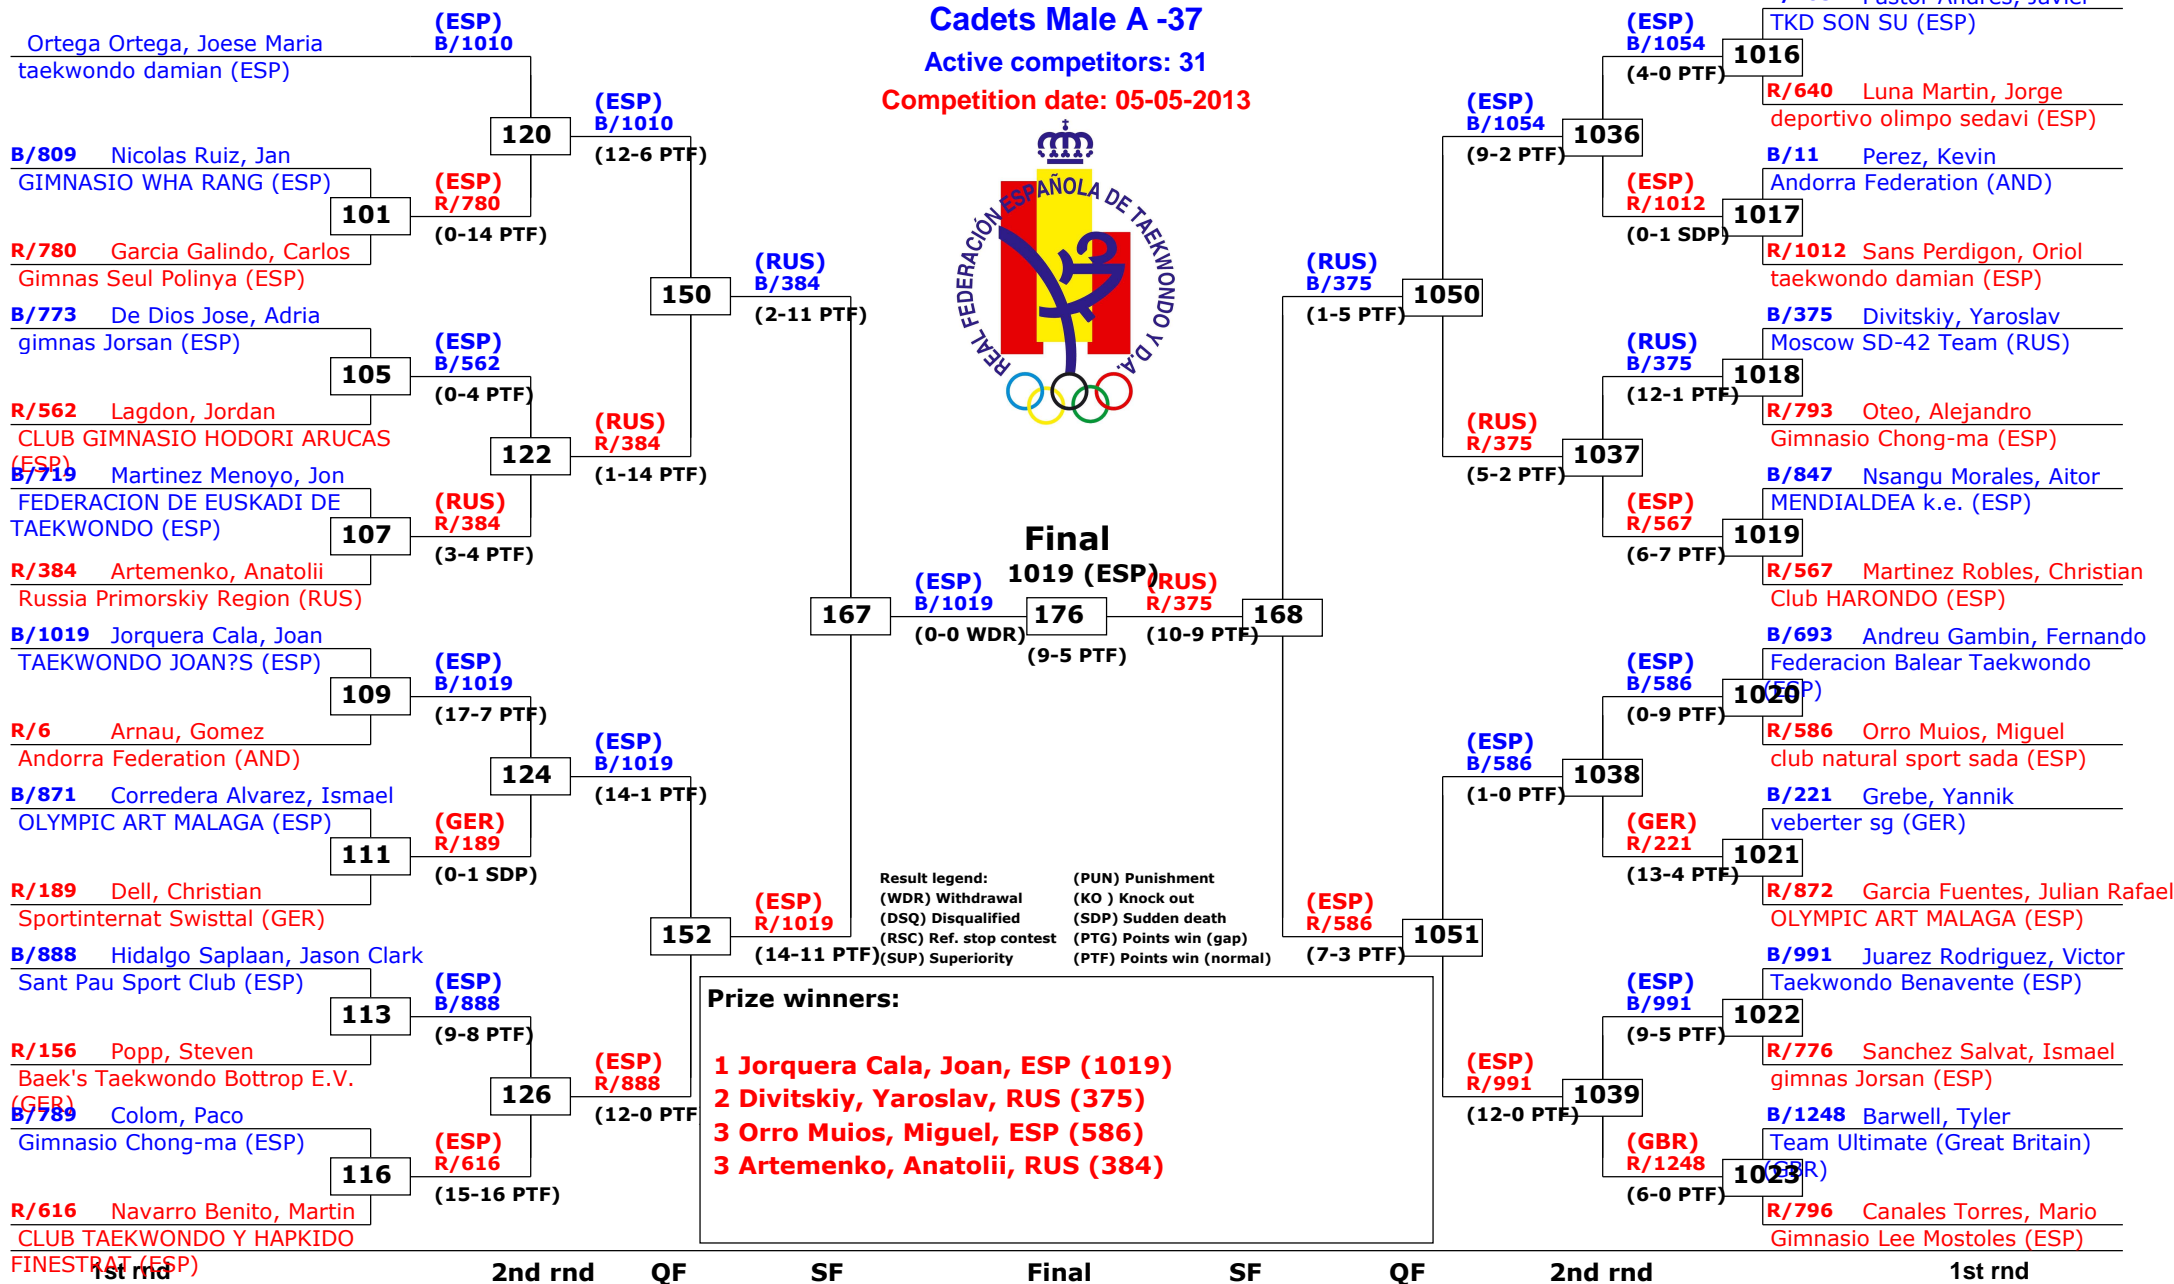 Cadets Male A -37
Active competitors: 31
Competition date: 05-05-2013
REAL FEDERACIÓN ESPAÑOLA DE TAEKWONDO Y D.A.
Ortega Ortega, Joese Maria
taekwondo damian (ESP)
B/809 Nicolas Ruiz, Jan
GIMNASIO WHA RANG (ESP)
R/780 Garcia Galindo, Carlos
Gimnas Seul Polinya (ESP)
B/773 De Dios Jose, Adria
gimnas Jorsan (ESP)
R/562 Lagdon, Jordan
CLUB GIMNASIO HODORI ARUCAS
(ESP)
B/719 Martinez Menoyo, Jon
FEDERACION DE EUSKADI DE
TAEKWONDO (ESP)
R/384 Artemenko, Anatolii
Russia Primorskiy Region (RUS)
B/1019 Jorquera Cala, Joan
TAEKWONDO JOAN?S (ESP)
R/6 Arnau, Gomez
Andorra Federation (AND)
B/871 Corredera Alvarez, Ismael
OLYMPIC ART MALAGA (ESP)
R/189 Dell, Christian
Sportinternat Swisttal (GER)
B/888 Hidalgo Saplaan, Jason Clark
Sant Pau Sport Club (ESP)
R/156 Popp, Steven
Baek's Taekwondo Bottrop E.V.
(GER)
B/789 Colom, Paco
Gimnasio Chong-ma (ESP)
R/616 Navarro Benito, Martin
CLUB TAEKWONDO Y HAPKIDO
FINESTRAT (ESP)
101
105
107
109
111
113
116
(ESP)
B/1010
(ESP)
R/780
(0-14 PTF)
(ESP)
B/562
(0-4 PTF)
(RUS)
R/384
(3-4 PTF)
(ESP)
B/1019
(17-7 PTF)
(GER)
R/189
(0-1 SDP)
(ESP)
B/888
(9-8 PTF)
(ESP)
R/616
(15-16 PTF)
120
122
124
126
(ESP)
B/1010
(12-6 PTF)
(RUS)
R/384
(1-14 PTF)
(ESP)
B/1019
(14-1 PTF)
(ESP)
R/888
(12-0 PTF
150
152
(RUS)
B/384
(2-11 PTF)
(ESP)
R/1019
(14-11 PTF)
167
(ESP)
B/1019
(0-0 WDR)
Final
1019 (ESP)
176
(9-5 PTF)
(RUS)
R/375
(10-9 PTF)
168
(RUS)
B/375
(1-5 PTF)
(ESP)
R/586
(7-3 PTF)
1050
1051
(ESP)
B/1054
(9-2 PTF)
(RUS)
R/375
(5-2 PTF)
(ESP)
B/586
(1-0 PTF)
(ESP)
R/991
(12-0 PTF)
1036
1037
1038
1039
(ESP)
B/1054
(4-0 PTF)
(ESP)
R/1012
(0-1 SDP)
(RUS)
B/375
(12-1 PTF)
(ESP)
R/567
(6-7 PTF)
(ESP)
B/586
(0-9 PTF)
(GER)
R/221
(13-4 PTF)
(ESP)
B/991
(9-5 PTF)
(GBR)
R/1248
(6-0 PTF)
1016
1017
1018
1019
1020
1021
1022
1023
TKD SON SU (ESP)
R/640 Luna Martin, Jorge
deportivo olimpo sedavi (ESP)
B/11 Perez, Kevin
Andorra Federation (AND)
R/1012 Sans Perdigon, Oriol
taekwondo damian (ESP)
B/375 Divitskiy, Yaroslav
Moscow SD-42 Team (RUS)
R/793 Oteo, Alejandro
Gimnasio Chong-ma (ESP)
B/847 Nsangu Morales, Aitor
MENDIALDEA k.e. (ESP)
R/567 Martinez Robles, Christian
Club HARONDO (ESP)
B/693 Andreu Gambin, Fernando
Federacion Balear Taekwondo
(ESP)
R/586 Orro Muios, Miguel
club natural sport sada (ESP)
B/221 Grebe, Yannik
veberter sg (GER)
R/872 Garcia Fuentes, Julian Rafael
OLYMPIC ART MALAGA (ESP)
B/991 Juarez Rodriguez, Victor
Taekwondo Benavente (ESP)
R/776 Sanchez Salvat, Ismael
gimnas Jorsan (ESP)
B/1248 Barwell, Tyler
Team Ultimate (Great Britain)
(GBR)
R/796 Canales Torres, Mario
Gimnasio Lee Mostoles (ESP)
Result legend:
(WDR) Withdrawal
(DSQ) Disqualified
(RSC) Ref. stop contest
(SUP) Superiority
(PUN) Punishment
(KO ) Knock out
(SDP) Sudden death
(PTG) Points win (gap)
(PTF) Points win (normal)
Prize winners:
1 Jorquera Cala, Joan, ESP (1019)
2 Divitskiy, Yaroslav, RUS (375)
3 Orro Muios, Miguel, ESP (586)
3 Artemenko, Anatolii, RUS (384)
1st rnd 2nd rnd QF SF Final SF QF 2nd rnd 1st rnd